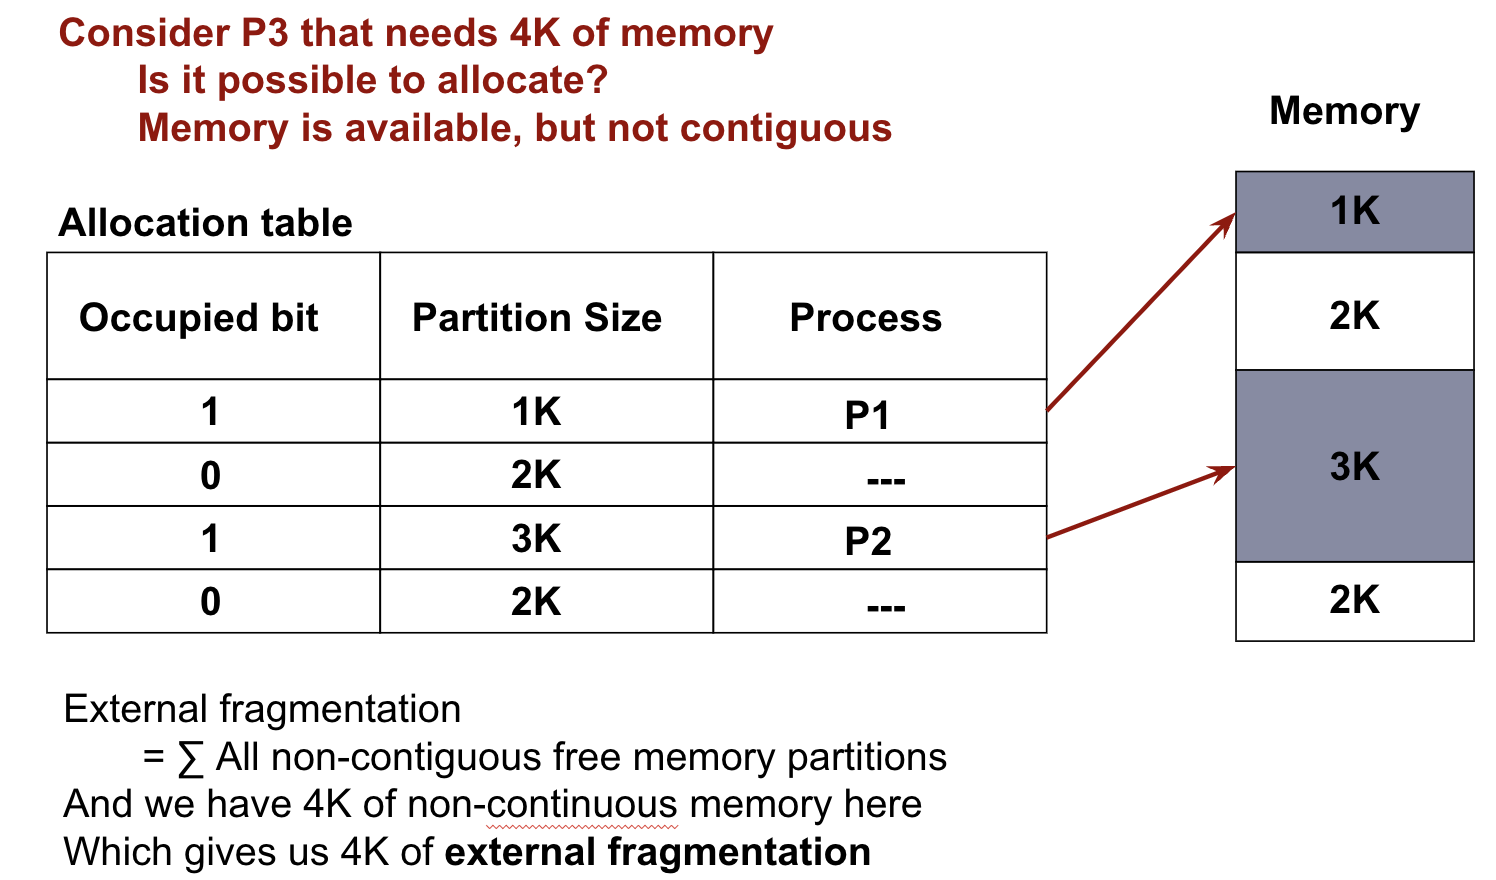 Consider P3 that needs 4K of memory
Is it possible to allocate?
Memory is available, but not contiguous
Memory
Allocation table
Occupied bit Partition Size Process
1 1K P1
0 2K ---
1 3K P2
0 2K ---
1K
2K
3K
2K
External fragmentation
= ∑ All non-contiguous free memory partitions
And we have 4K of non-continuous memory here
Which gives us 4K of external fragmentation